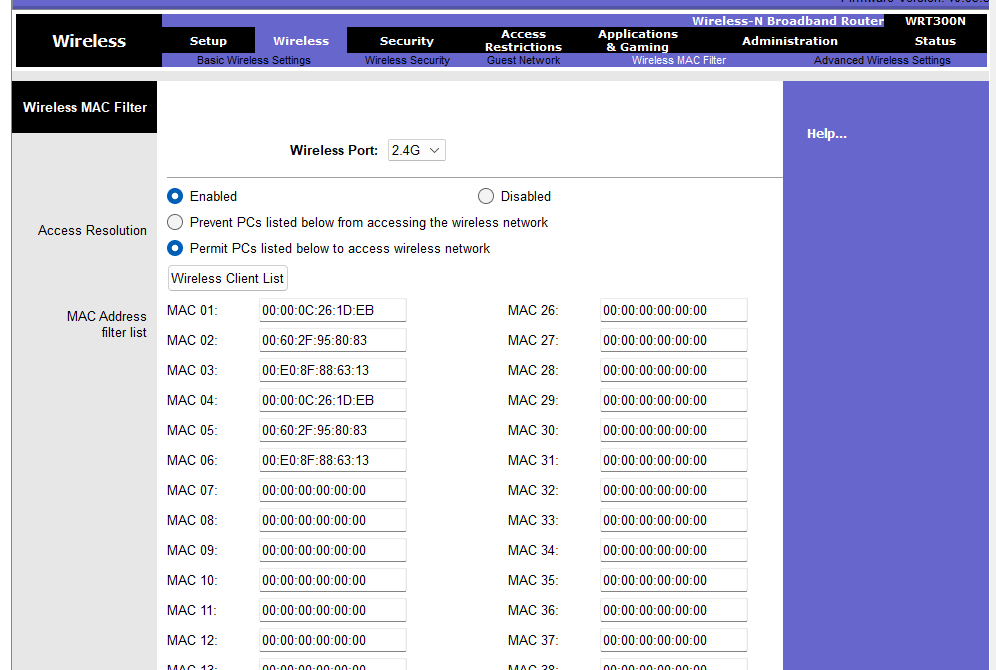 Wireless-N Broadband Router WRT300N
Wireless
Setup Wireless Security Access Restrictions Applications & Gaming Administration Status
Basic Wireless Settings Wireless Security Guest Network Wireless MAC Filter Advanced Wireless Settings
Wireless MAC Filter
Help...
Wireless Port: 2.4G
Enabled Disabled
Prevent PCs listed below from accessing the wireless network
Access Resolution
Permit PCs listed below to access wireless network
Wireless Client List
MAC Address
filter list
MAC 01: 00:00:0C:26:1D:EB MAC 26: 00:00:00:00:00:00
MAC 02: 00:60:2F:95:80:83 MAC 27: 00:00:00:00:00:00
MAC 03: 00:E0:8F:88:63:13 MAC 28: 00:00:00:00:00:00
MAC 04: 00:00:0C:26:1D:EB MAC 29: 00:00:00:00:00:00
MAC 05: 00:60:2F:95:80:83 MAC 30: 00:00:00:00:00:00
MAC 06: 00:E0:8F:88:63:13 MAC 31: 00:00:00:00:00:00
MAC 07: 00:00:00:00:00:00 MAC 32: 00:00:00:00:00:00
MAC 08: 00:00:00:00:00:00 MAC 33: 00:00:00:00:00:00
MAC 09: 00:00:00:00:00:00 MAC 34: 00:00:00:00:00:00
MAC 10: 00:00:00:00:00:00 MAC 35: 00:00:00:00:00:00
MAC 11: 00:00:00:00:00:00 MAC 36: 00:00:00:00:00:00
MAC 12: 00:00:00:00:00:00 MAC 37: 00:00:00:00:00:00